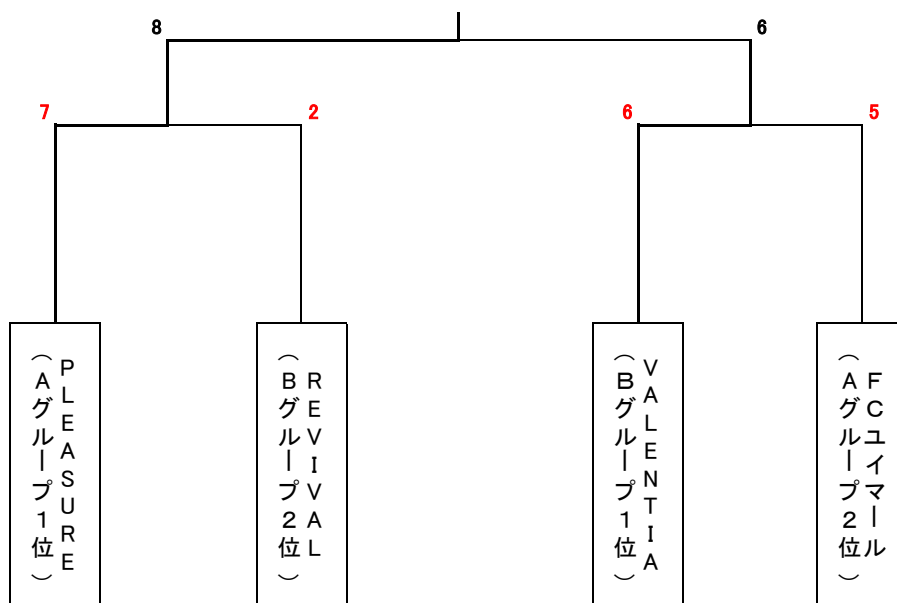 8
6
7
2
6
5
PLEASURE
（Aグループ1位）
REVIVAL
（Bグループ2位）
VALENTIA
（Bグループ1位）
FCユイマール
（Aグループ2位）